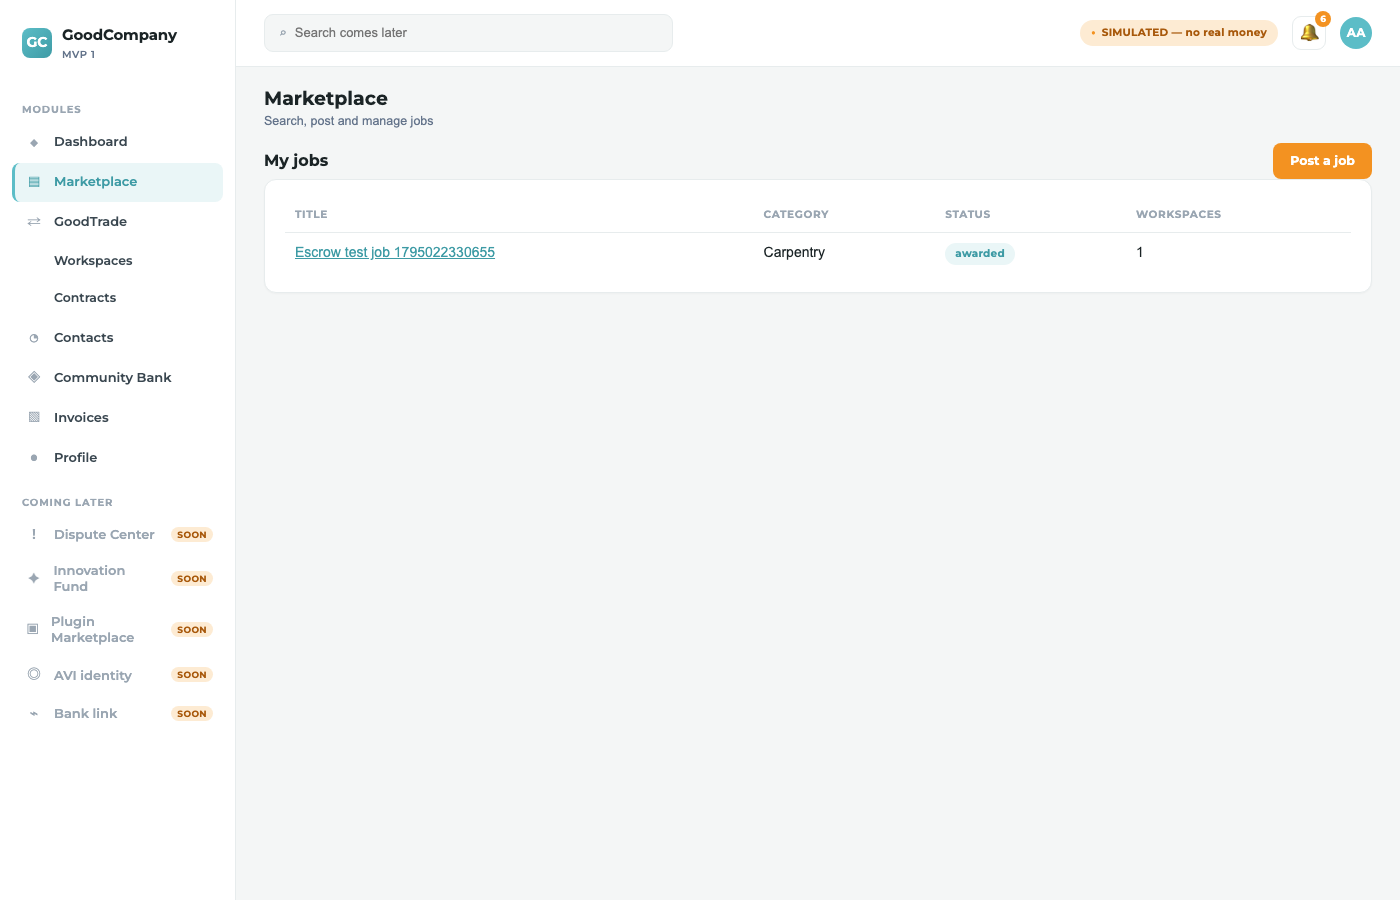 GC
GoodCompany
MVP 1
MODULES
Dashboard
Marketplace
GoodTrade
Workspaces
Contracts
Contacts
Community Bank
Invoices
Profile
COMING LATER
Dispute Center SOON
Innovation Fund SOON
Plugin Marketplace SOON
AVI identity SOON
Bank link SOON
Search comes later
SIMULATED — no real money
6
AA
Marketplace
Search, post and manage jobs
My jobs
Post a job
TITLE CATEGORY STATUS WORKSPACES
Escrow test job 1795022330655 Carpentry awarded 1